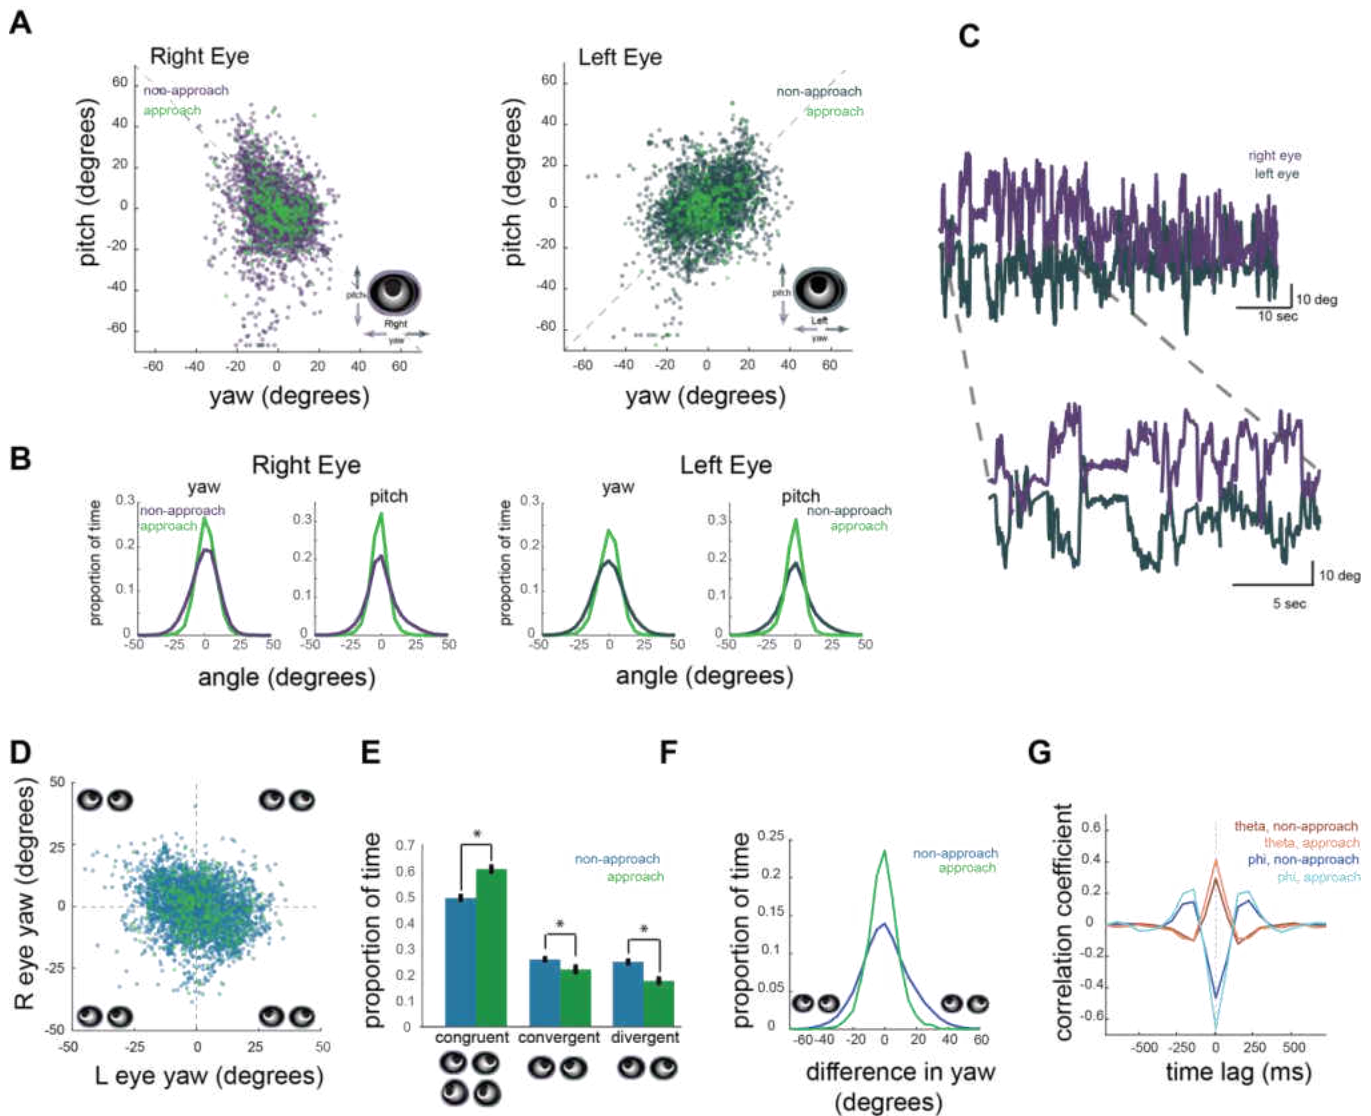 A
Right Eye
non-approach
approach
pitch (degrees)
60
40
20
0
-20
-40
-60
-60 -40 -20 0 20 40 60
yaw (degrees)
pitch
Right
yaw
Left Eye
non-approach
approach
pitch (degrees)
60
40
20
0
-20
-40
-60
-60 -40 -20 0 20 40 60
yaw (degrees)
pitch
Left
yaw
C
right eye
left eye
10 deg
10 sec
10 deg
5 sec
B
Right Eye
yaw
non-approach
approach
proportion of time
0.3
0.2
0.1
0
-50 -25 0 25 50
pitch
0.3
0.2
0.1
0
-50 -25 0 25 50
angle (degrees)
Left Eye
yaw
proportion of time
0.3
0.2
0.1
0
-50 -25 0 25 50
pitch
non-approach
approach
0.3
0.2
0.1
0
-50 -25 0 25 50
angle (degrees)
D
R eye yaw (degrees)
50
25
0
-25
-50
-50 -25 0 25 50
L eye yaw (degrees)
E
proportion of time
0.7
0.6
0.5
0.4
0.3
0.2
0.1
0
* * *
non-approach
approach
congruent convergent divergent
F
proportion of time
0.25
0.20
0.15
0.10
0.05
0
non-approach
approach
-60 -40 -20 0 20 40 60
difference in yaw
(degrees)
G
correlation coefficient
0.6
0.4
0.2
0
-0.2
-0.4
-0.6
theta, non-approach
theta, approach
phi, non-approach
phi, approach
-500 -250 0 250 500
time lag (ms)